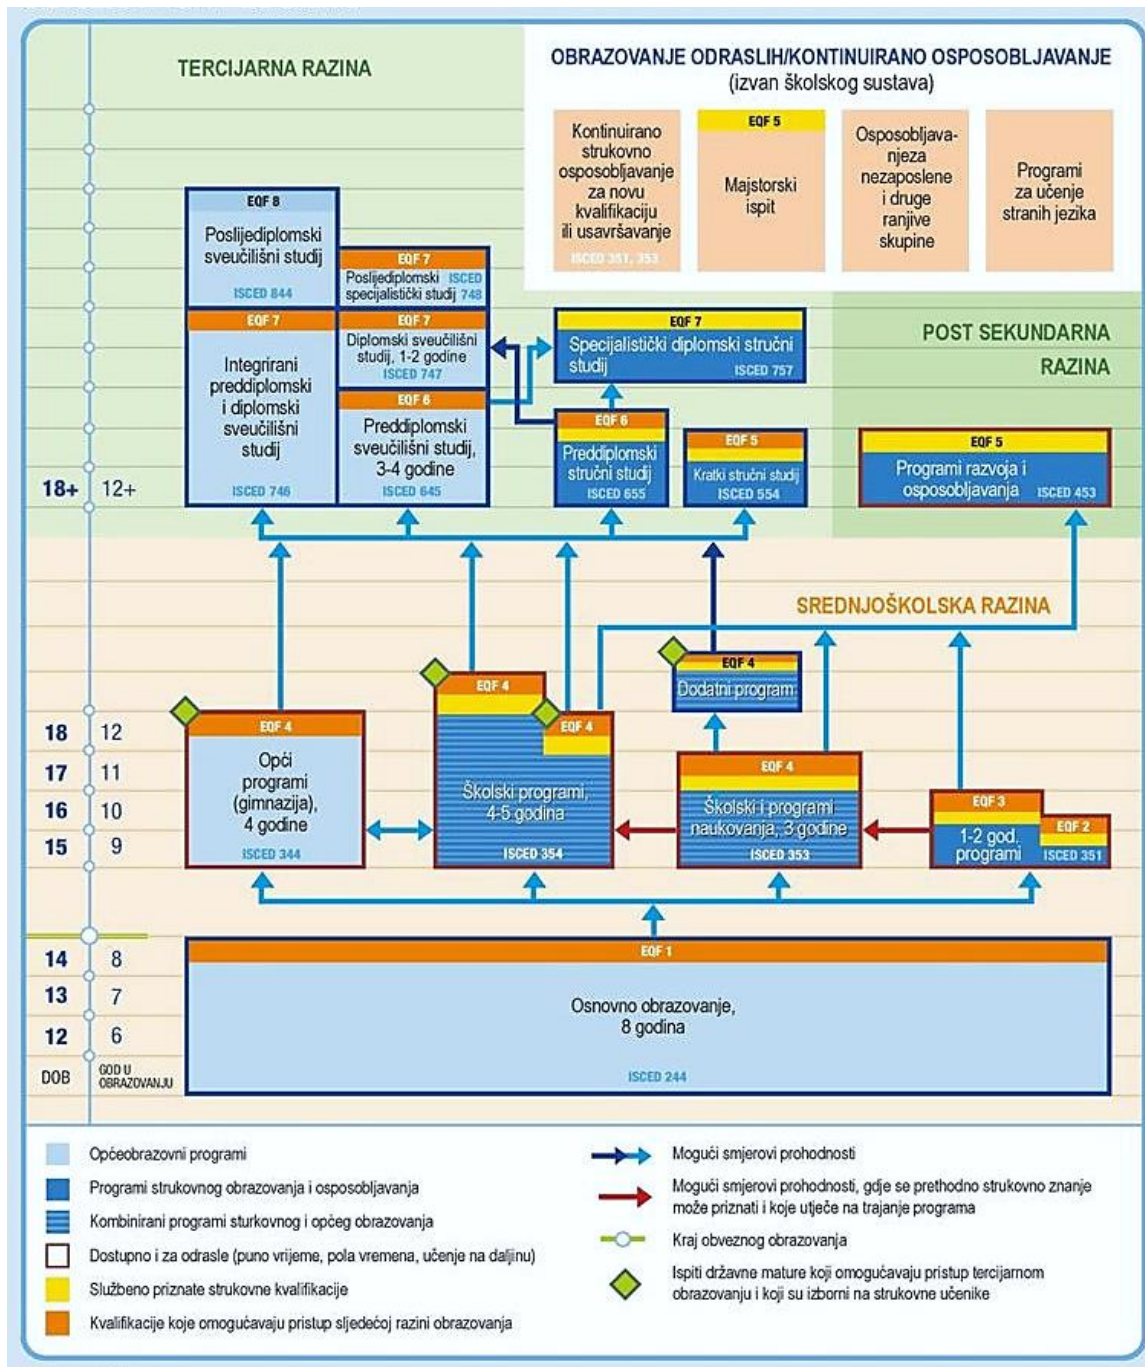 TERCIJARNA RAZINA
OBRAZOVANJE ODRASLIH/KONTINUIRANO OSPOSOBLJAVANJE
(izvan školskog sustava)
Kontinuirano
strukovno
osposobljavanje
za novu
kvalifikaciju
ili usavršavanje
ISCED 351, 353
EQF 5
Majstorski
ispit
Osposobljava-
njeza
nezaposlene
i druge
ranjive
skupine
Programi
za učenje
stranih jezika
EQF 8
Poslijediplomski
sveučilišni studij
ISCED 844
EQF 7
Poslijediplomski ISCED
specijalistički studij 748
EQF 7
Integrirani
preddiplomski
i diplomski
sveučilišni
studij
ISCED 746
EQF 7
Diplomski sveučilišni
studij, 1-2 godine
ISCED 747
EQF 6
Preddiplomski
sveučilišni studij,
3-4 godine
ISCED 645
EQF 7
Specijalistički diplomski stručni
studij
ISCED 757
EQF 6
Preddiplomski
stručni studij
ISCED 655
EQF 5
Kratki stručni studij
ISCED 554
POST SEKUNDARNA
RAZINA
EQF 5
Programi razvoja i
osposobljavanja ISCED 453
18+ 12+
SREDNJOŠKOLSKA RAZINA
EQF 4
Dodatni program
EQF 4
Opći
programi
(gimnazija),
4 godine
ISCED 344
EQF 4
EQF 4
Školski programi,
4-5 godina
ISCED 354
EQF 4
Školski i programi
naukovanja, 3 godine
ISCED 353
EQF 3
1-2 god.
programi
EQF 2
ISCED 351
18 12
17 11
16 10
15 9
EQF 1
Osnovno obrazovanje,
8 godina
ISCED 244
14 8
13 7
12 6
DOB
GOD U
OBRAZOVANJU
Općeobrazovni programi
Programi strukovnog obrazovanja i osposobljavanja
Kombinirani programi sturkovnog i općeg obrazovanja
Dostupno i za odrasle (puno vrijeme, pola vremena, učenje na daljinu)
Službeno priznate strukovne kvalifikacije
Kvalifikacije koje omogućavaju pristup sljedećoj razini obrazovanja
Mogući smjerovi prohodnosti
Mogući smjerovi prohodnosti, gdje se prethodno strukovno znanje
može priznati i koje utječe na trajanje programa
Kraj obveznog obrazovanja
Ispiti državne mature koji omogućavaju pristup tercijarnom
obrazovanju i koji su izborni na strukovne učenike